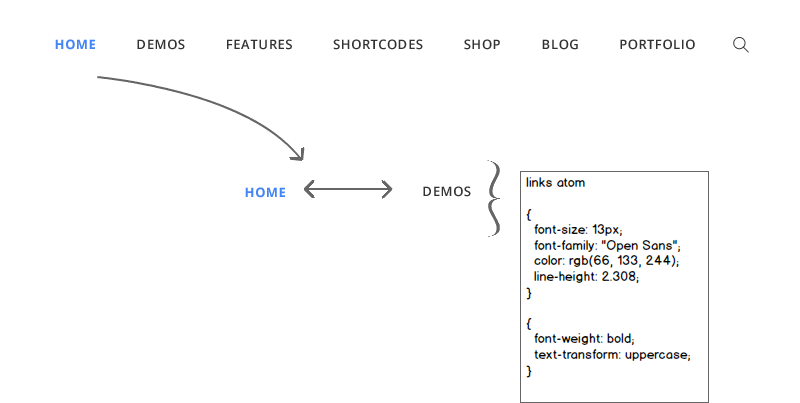 HOME DEMOS FEATURES SHORTCODES SHOP BLOG PORTFOLIO
HOME DEMOS
links atom
{
font-size: 13px;
font-family: "Open Sans";
color: rgb(66, 133, 244);
line-height: 2.308;
}
{
font-weight: bold;
text-transform: uppercase;
}